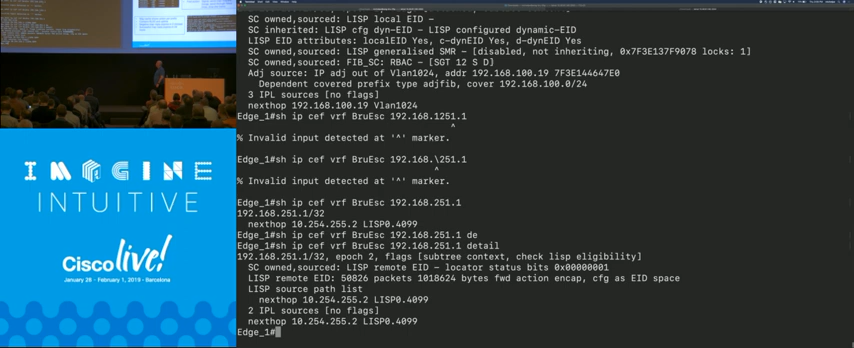 SC owned,sourced: LISP local EID -
SC inherited: LISP cfg dyn-EID - LISP configured dynamic-EID
LISP EID attributes: localEID Yes, c-dynEID Yes, d-dynEID Yes
SC owned,sourced: LISP generalised SMR - [disabled, not inheriting, 0x7F3E137F9078 locks: 1]
SC owned,sourced: FIB_SC: RBAC - [SGT 12 S D]
Adj source: IP adj out of Vlan1024, addr 192.168.100.19 7F3E144647E0
Dependent covered prefix type adjfib, cover 192.168.100.0/24
3 IPL sources [no flags]
nexthop 192.168.100.19 Vlan1024
Edge_1#sh ip cef vrf BruEsc 192.168.1251.1
^
% Invalid input detected at '^' marker.
Edge_1#sh ip cef vrf BruEsc 192.168.\251.1
^
% Invalid input detected at '^' marker.
Edge_1#sh ip cef vrf BruEsc 192.168.251.1
192.168.251.1/32
nexthop 10.254.255.2 LISP0.4099
Edge_1#sh ip cef vrf BruEsc 192.168.251.1 de
Edge_1#sh ip cef vrf BruEsc 192.168.251.1 detail
192.168.251.1/32, epoch 2, flags [subtree context, check lisp eligibility]
SC owned,sourced: LISP remote EID - locator status bits 0x00000001
LISP remote EID: 50826 packets 1018624 bytes fwd action encap, cfg as EID space
LISP source path list
nexthop 10.254.255.2 LISP0.4099
2 IPL sources [no flags]
nexthop 10.254.255.2 LISP0.4099
Edge_1#
IMAGINE
INTUITIVE
Cisco live!
January 28 - February 1, 2019 - Barcelona